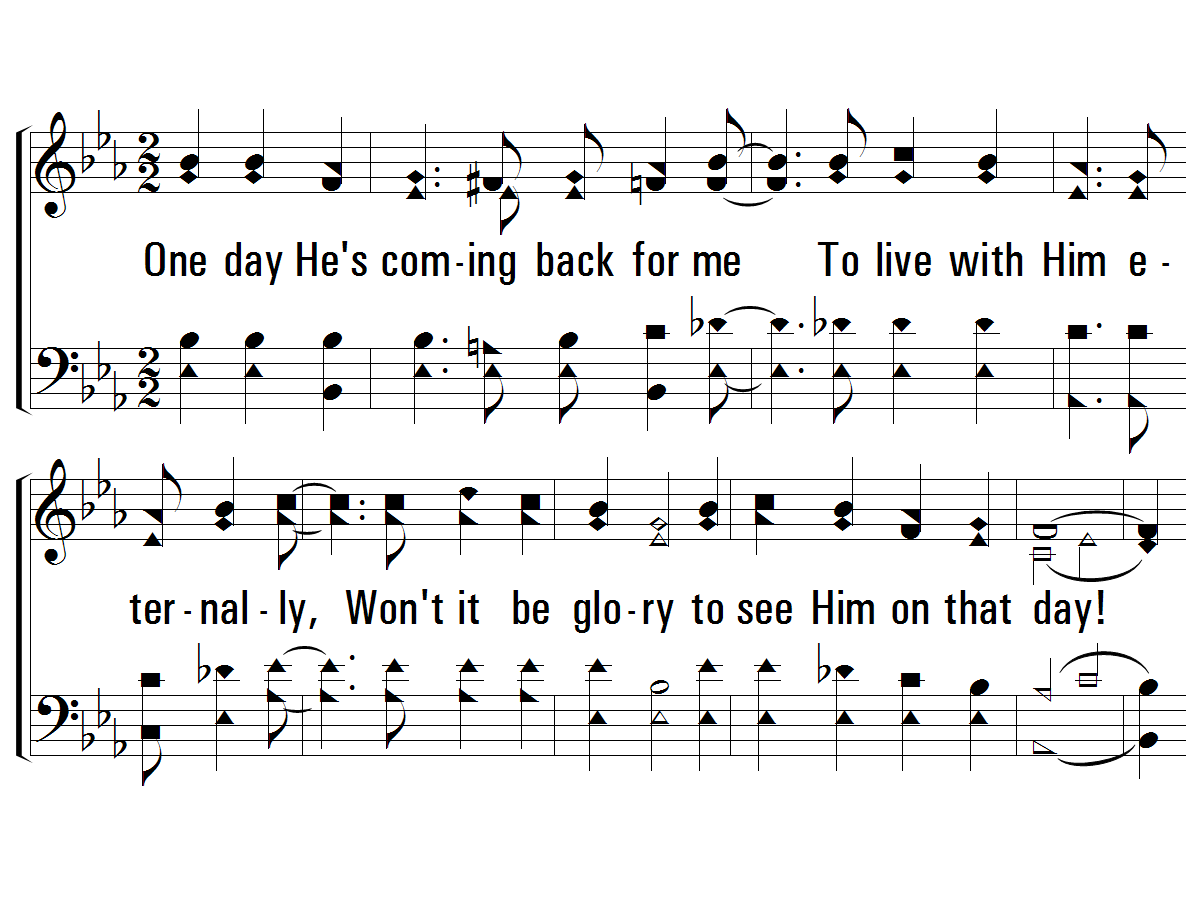 One day He's com-ing back for me To live with Him e-
ter-nal-ly, Won't it be glo-ry to see Him on that day!